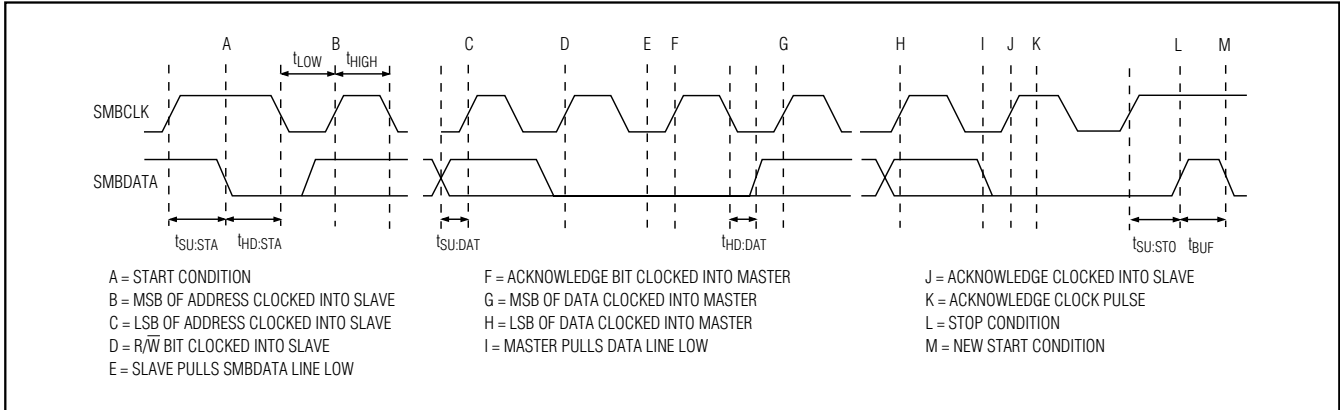 A B C D E F G H I J K L M
tLOW tHIGH
SMBCLK
SMBDATA
tSU:STA tHD:STA tSU:DAT tHD:DAT tSU:STO tBUF
A = START CONDITION
B = MSB OF ADDRESS CLOCKED INTO SLAVE
C = LSB OF ADDRESS CLOCKED INTO SLAVE
D = R/W̅ BIT CLOCKED INTO SLAVE
E = SLAVE PULLS SMBDATA LINE LOW
F = ACKNOWLEDGE BIT CLOCKED INTO MASTER
G = MSB OF DATA CLOCKED INTO MASTER
H = LSB OF DATA CLOCKED INTO MASTER
I = MASTER PULLS DATA LINE LOW
J = ACKNOWLEDGE CLOCKED INTO SLAVE
K = ACKNOWLEDGE CLOCK PULSE
L = STOP CONDITION
M = NEW START CONDITION